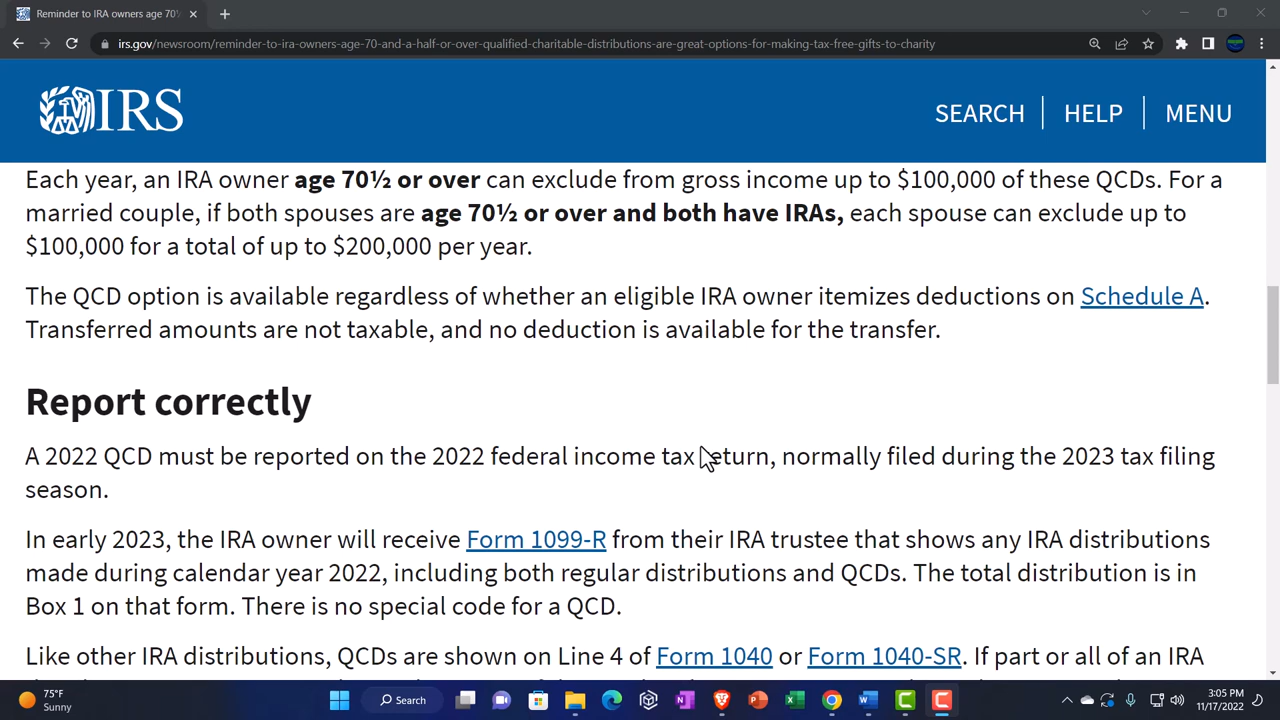 Reminder to IRA owners age 70½
irs.gov/newsroom/reminder-to-ira-owners-age-70-and-a-half-or-over-qualified-charitable-distributions-are-great-options-for-making-tax-free-gifts-to-charity
IRS
SEARCH
HELP
MENU
Each year, an IRA owner age 70½ or over can exclude from gross income up to $100,000 of these QCDs. For a
married couple, if both spouses are age 70½ or over and both have IRAs, each spouse can exclude up to
$100,000 for a total of up to $200,000 per year.
The QCD option is available regardless of whether an eligible IRA owner itemizes deductions on Schedule A.
Transferred amounts are not taxable, and no deduction is available for the transfer.
Report correctly
A 2022 QCD must be reported on the 2022 federal income tax return, normally filed during the 2023 tax filing
season.
In early 2023, the IRA owner will receive Form 1099-R from their IRA trustee that shows any IRA distributions
made during calendar year 2022, including both regular distributions and QCDs. The total distribution is in
Box 1 on that form. There is no special code for a QCD.
Like other IRA distributions, QCDs are shown on Line 4 of Form 1040 or Form 1040-SR. If part or all of an IRA
75°F
Sunny
Search
3:05 PM
11/17/2022